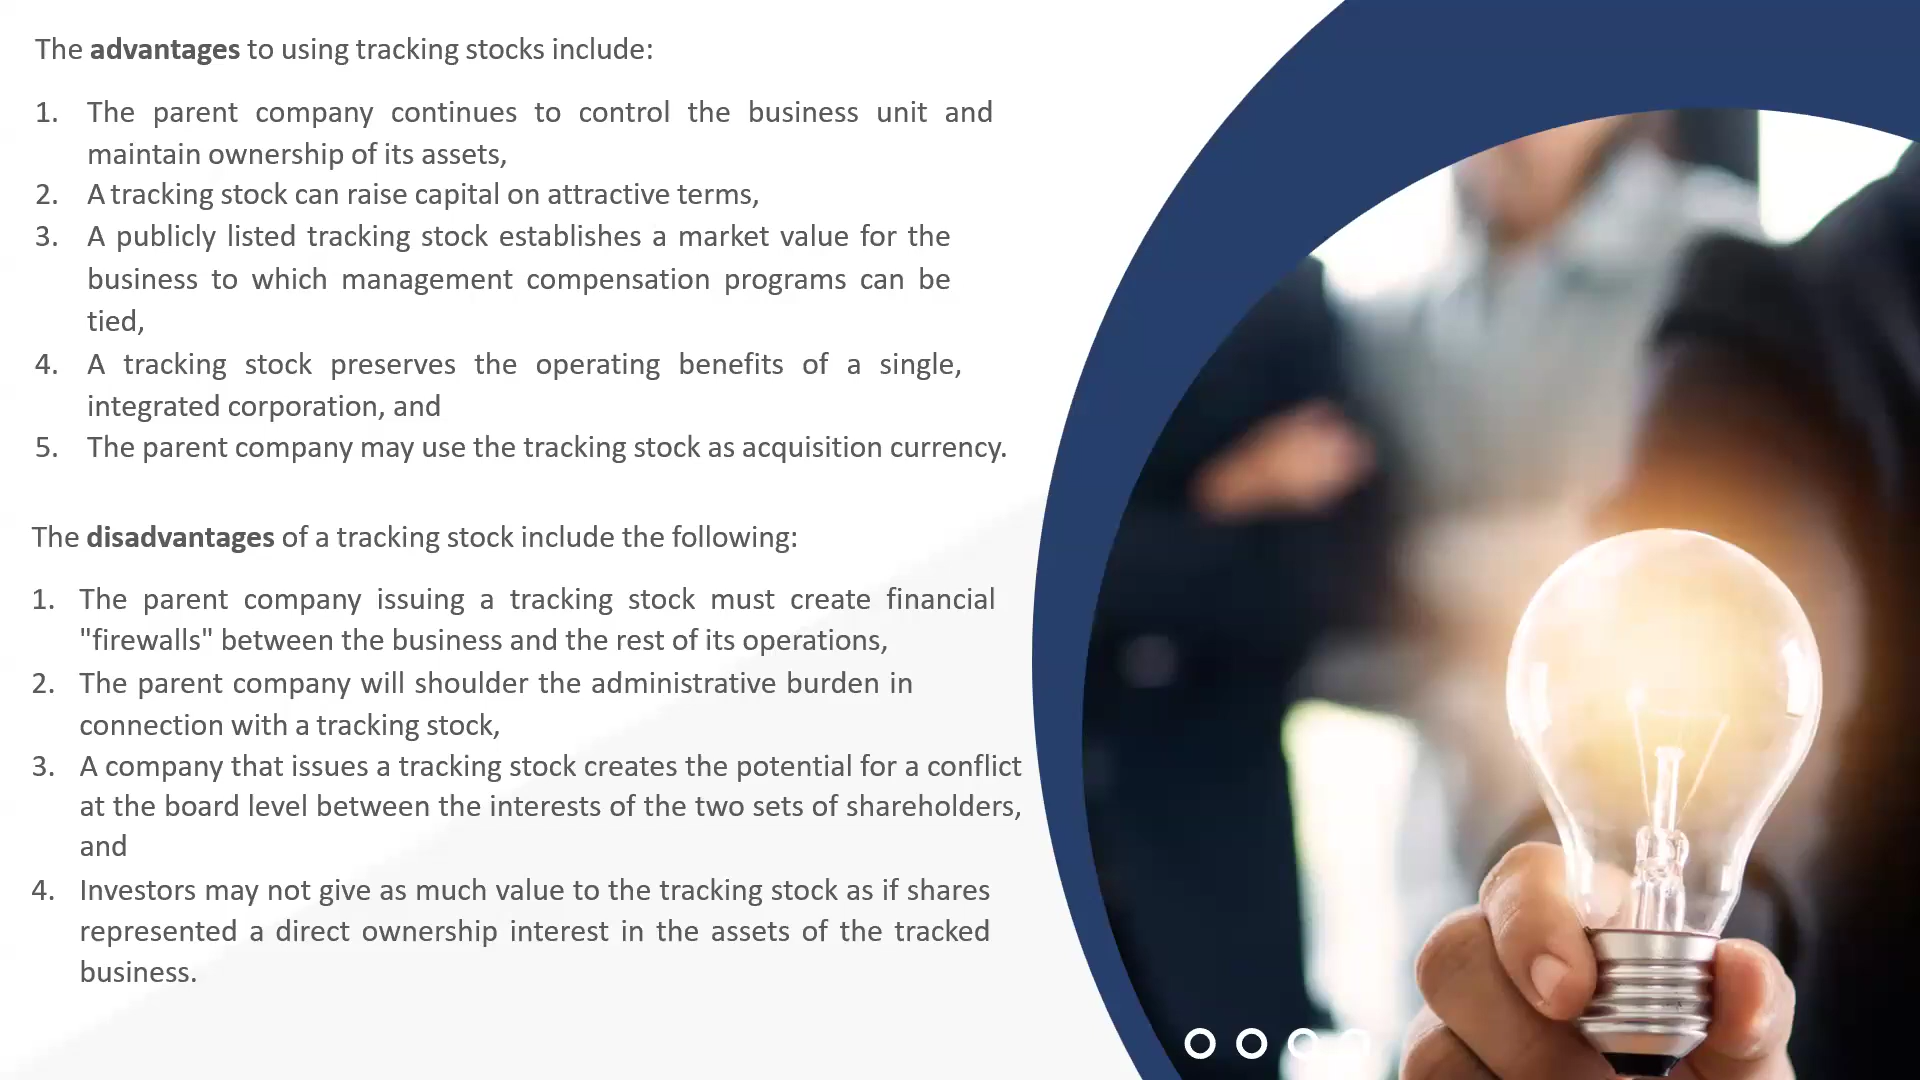 The advantages to using tracking stocks include:
1. The parent company continues to control the business unit and
maintain ownership of its assets,
2. A tracking stock can raise capital on attractive terms,
3. A publicly listed tracking stock establishes a market value for the
business to which management compensation programs can be
tied,
4. A tracking stock preserves the operating benefits of a single,
integrated corporation, and
5. The parent company may use the tracking stock as acquisition currency.
The disadvantages of a tracking stock include the following:
1. The parent company issuing a tracking stock must create financial
"firewalls" between the business and the rest of its operations,
2. The parent company will shoulder the administrative burden in
connection with a tracking stock,
3. A company that issues a tracking stock creates the potential for a conflict
at the board level between the interests of the two sets of shareholders,
and
4. Investors may not give as much value to the tracking stock as if shares
represented a direct ownership interest in the assets of the tracked
business.